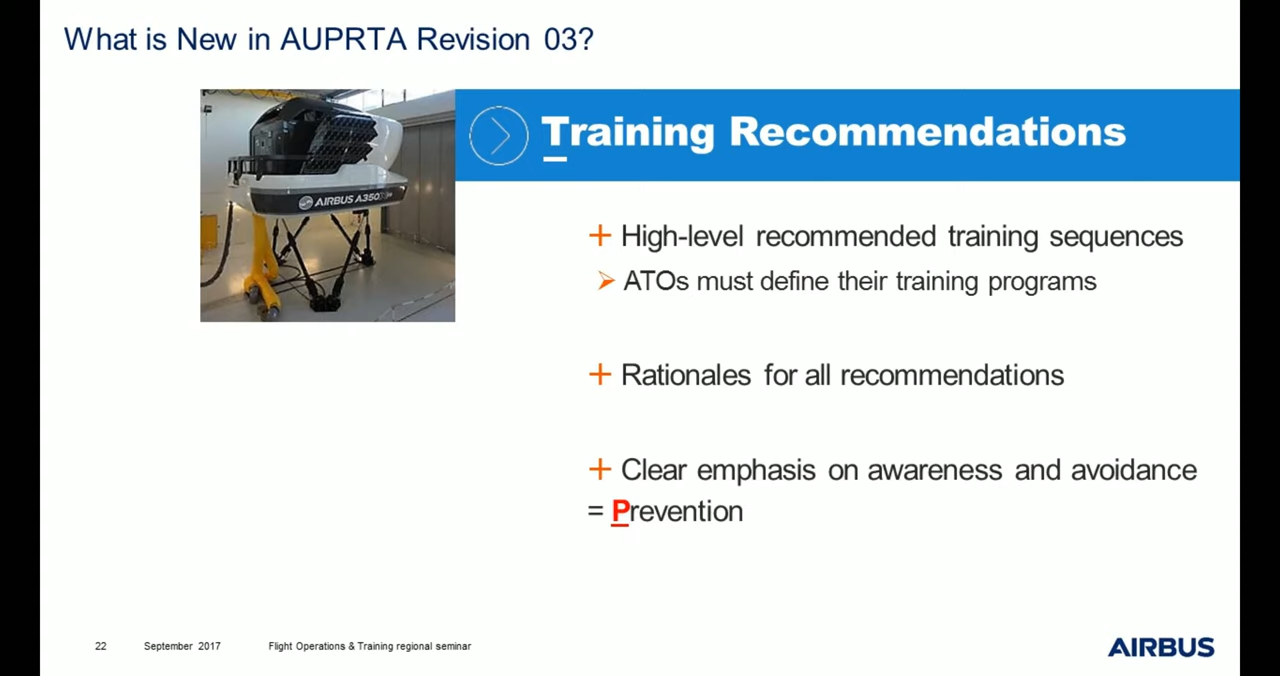 What is New in AUPRTA Revision 03?
Training Recommendations
AIRBUS A350
+ High-level recommended training sequences
➢ ATOs must define their training programs
+ Rationales for all recommendations
+ Clear emphasis on awareness and avoidance
= Prevention
22 September 2017 Flight Operations & Training regional seminar
AIRBUS